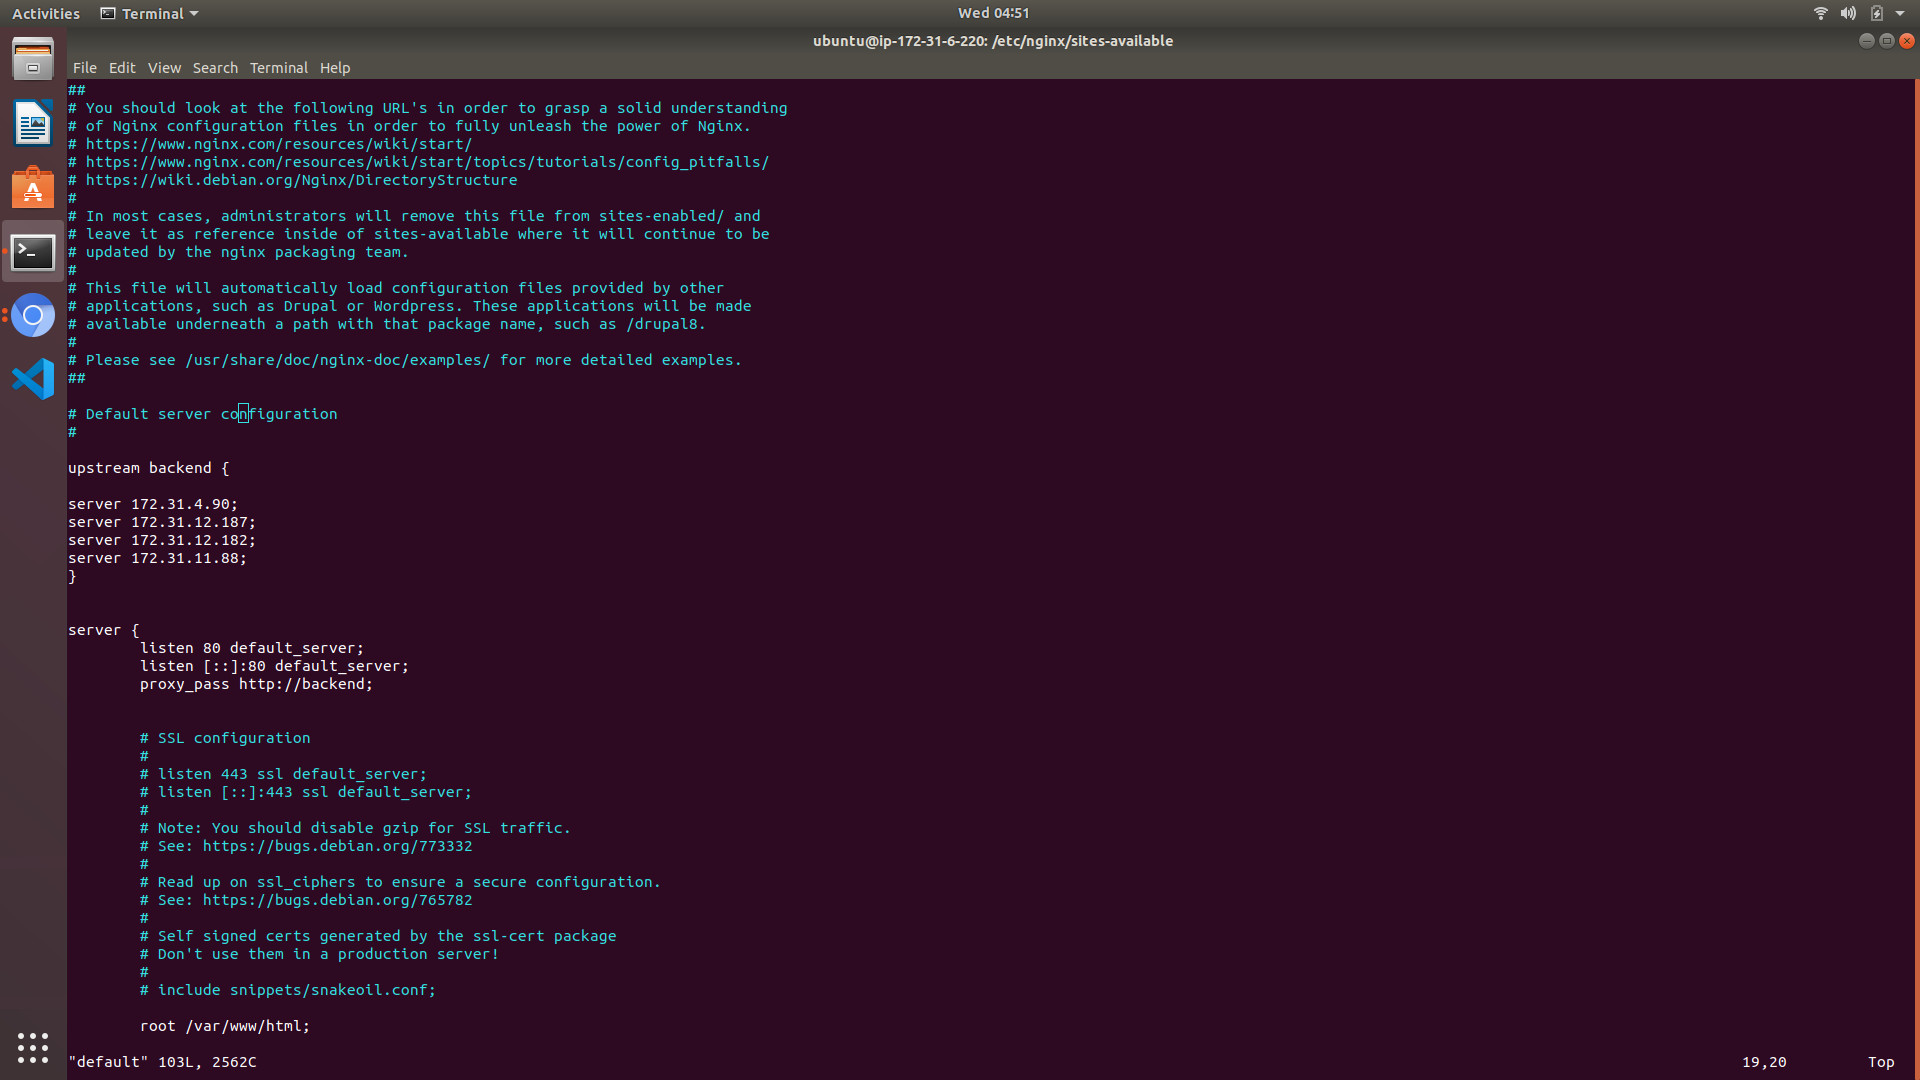 Activities Terminal Wed 04:51
ubuntu@ip-172-31-6-220: /etc/nginx/sites-available
File Edit View Search Terminal Help
##
# You should look at the following URL's in order to grasp a solid understanding
# of Nginx configuration files in order to fully unleash the power of Nginx.
# https://www.nginx.com/resources/wiki/start/
# https://www.nginx.com/resources/wiki/start/topics/tutorials/config_pitfalls/
# https://wiki.debian.org/Nginx/DirectoryStructure
#
# In most cases, administrators will remove this file from sites-enabled/ and
# leave it as reference inside of sites-available where it will continue to be
# updated by the nginx packaging team.
#
# This file will automatically load configuration files provided by other
# applications, such as Drupal or Wordpress. These applications will be made
# available underneath a path with that package name, such as /drupal8.
#
# Please see /usr/share/doc/nginx-doc/examples/ for more detailed examples.
##
# Default server configuration
#
upstream backend {
server 172.31.4.90;
server 172.31.12.187;
server 172.31.12.182;
server 172.31.11.88;
}
server {
listen 80 default_server;
listen [::]:80 default_server;
proxy_pass http://backend;
# SSL configuration
#
# listen 443 ssl default_server;
# listen [::]:443 ssl default_server;
#
# Note: You should disable gzip for SSL traffic.
# See: https://bugs.debian.org/773332
#
# Read up on ssl_ciphers to ensure a secure configuration.
# See: https://bugs.debian.org/765782
#
# Self signed certs generated by the ssl-cert package
# Don't use them in a production server!
#
# include snippets/snakeoil.conf;
root /var/www/html;
"default" 103L, 2562C 19,20 Top